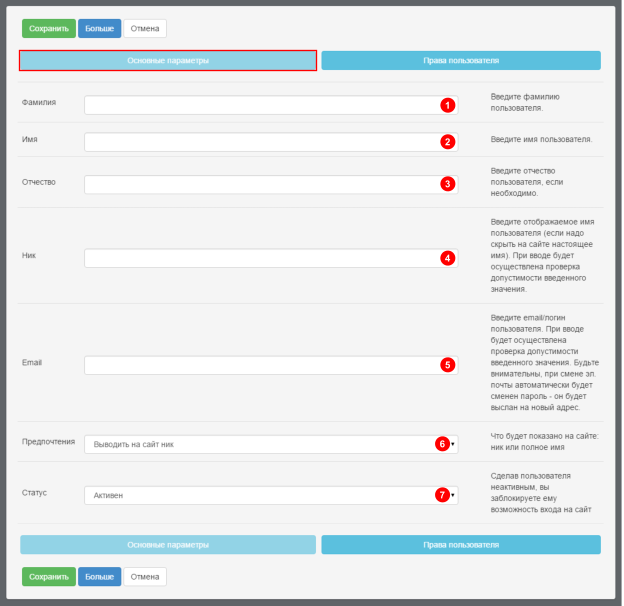 Сохранить Больше Отмена
Основные параметры Права пользователя
Фамилия 1 Введите фамилию
пользователя.
Имя 2 Введите имя пользователя.
Отчество 3 Введите отчество
пользователя, если
необходимо.
Ник 4 Введите отображаемое имя
пользователя (если надо
скрыть на сайте настоящее
имя). При вводе будет
осуществлена проверка
допустимости введенного
значения.
Email 5 Введите email/логин
пользователя. При вводе
будет осуществлена
проверка допустимости
введенного значения. Будьте
внимательны, при смене эл.
почты автоматически будет
сменен пароль - он будет
выслан на новый адрес.
Предпочтения Выводить на сайт ник 6 Что будет показано на сайте:
ник или полное имя
Статус Активен 7 Сделав пользователя
неактивным, вы
заблокируете ему
возможность входа на сайт
Основные параметры Права пользователя
Сохранить Больше Отмена